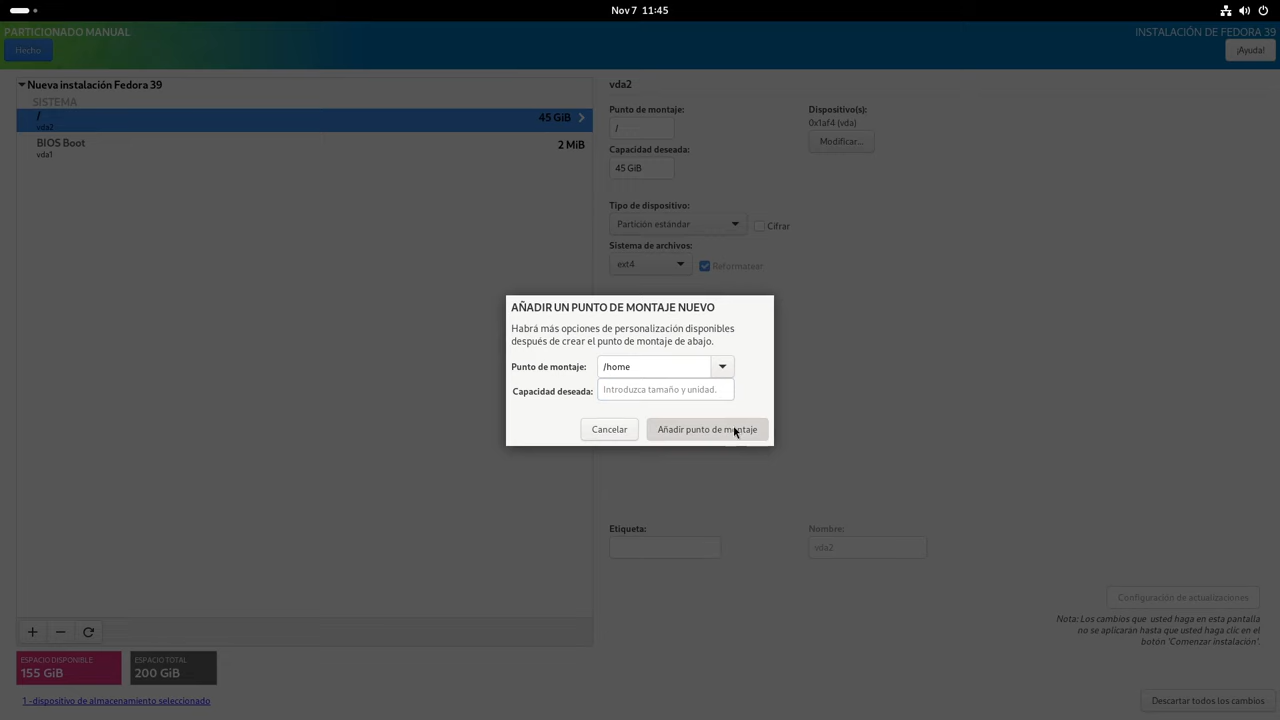 Nov 7 11:45
PARTICIONADO MANUAL
INSTALACIÓN DE FEDORA 39
Hecho
¡Ayuda!
Nueva instalación Fedora 39
SISTEMA
/
45 GiB
vda2
BIOS Boot
2 MiB
vda1
vda2
Punto de montaje:
Dispositivo(s):
/
0x1af4 (vda)
Modificar...
Capacidad deseada:
45 GiB
Tipo de dispositivo:
Partición estándar
Cifrar
Sistema de archivos:
ext4
Reformatear
AÑADIR UN PUNTO DE MONTAJE NUEVO
Habrá más opciones de personalización disponibles
después de crear el punto de montaje de abajo.
Punto de montaje:
/home
Capacidad deseada:
Introduzca tamaño y unidad.
Cancelar
Añadir punto de montaje
Etiqueta:
Nombre:
vda2
Configuración de actualizaciones
Nota: Los cambios que usted haga en esta pantalla
no se aplicaran hasta que usted haga clic en el
botón 'Comenzar instalación'.
ESPACIO DISPONIBLE
155 GiB
ESPACIO TOTAL
200 GiB
1 -dispositivo de almacenamiento seleccionado
Descartar todos los cambios